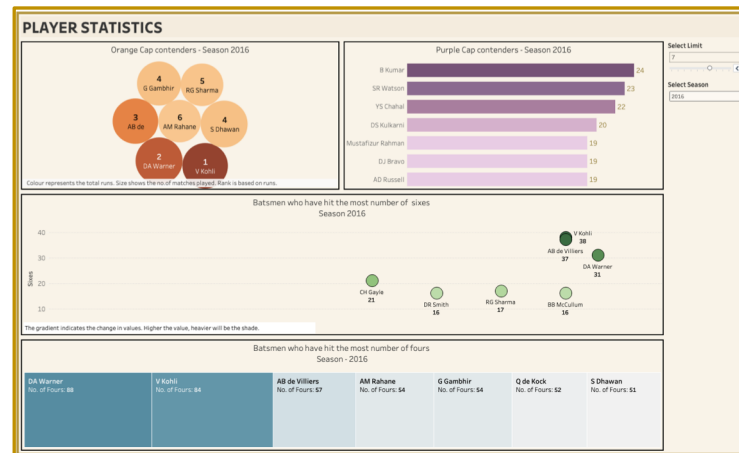 PLAYER STATISTICS
Orange Cap contenders - Season 2016
4
G Gambhir
5
RG Sharma
3
AB de
6
AM Rahane
4
S Dhawan
2
DA Warner
1
V Kohli
Colour represents the total runs. Size shows the no.of matches played. Rank is based on runs.
Purple Cap contenders - Season 2016
B Kumar 24
SR Watson 23
YS Chahal 22
DS Kulkarni 20
Mustafizur Rahman 19
DJ Bravo 19
AD Russell 19
Select Limit
7
Select Season
2016
Batsmen who have hit the most number of sixes
Season 2016
Sixes
40
30
20
10
V Kohli
38
AB de Villiers
37
DA Warner
31
CH Gayle
21
DR Smith
16
RG Sharma
17
BB McCullum
16
The gradient indicates the change in values. Higher the value, heavier will be the shade.
Batsmen who have hit the most number of fours
Season - 2016
DA Warner
No. of Fours: 88
V Kohli
No. of Fours: 84
AB de Villiers
No. of Fours: 57
AM Rahane
No. of Fours: 54
G Gambhir
No. of Fours: 54
Q de Kock
No. of Fours: 52
S Dhawan
No. of Fours: 51